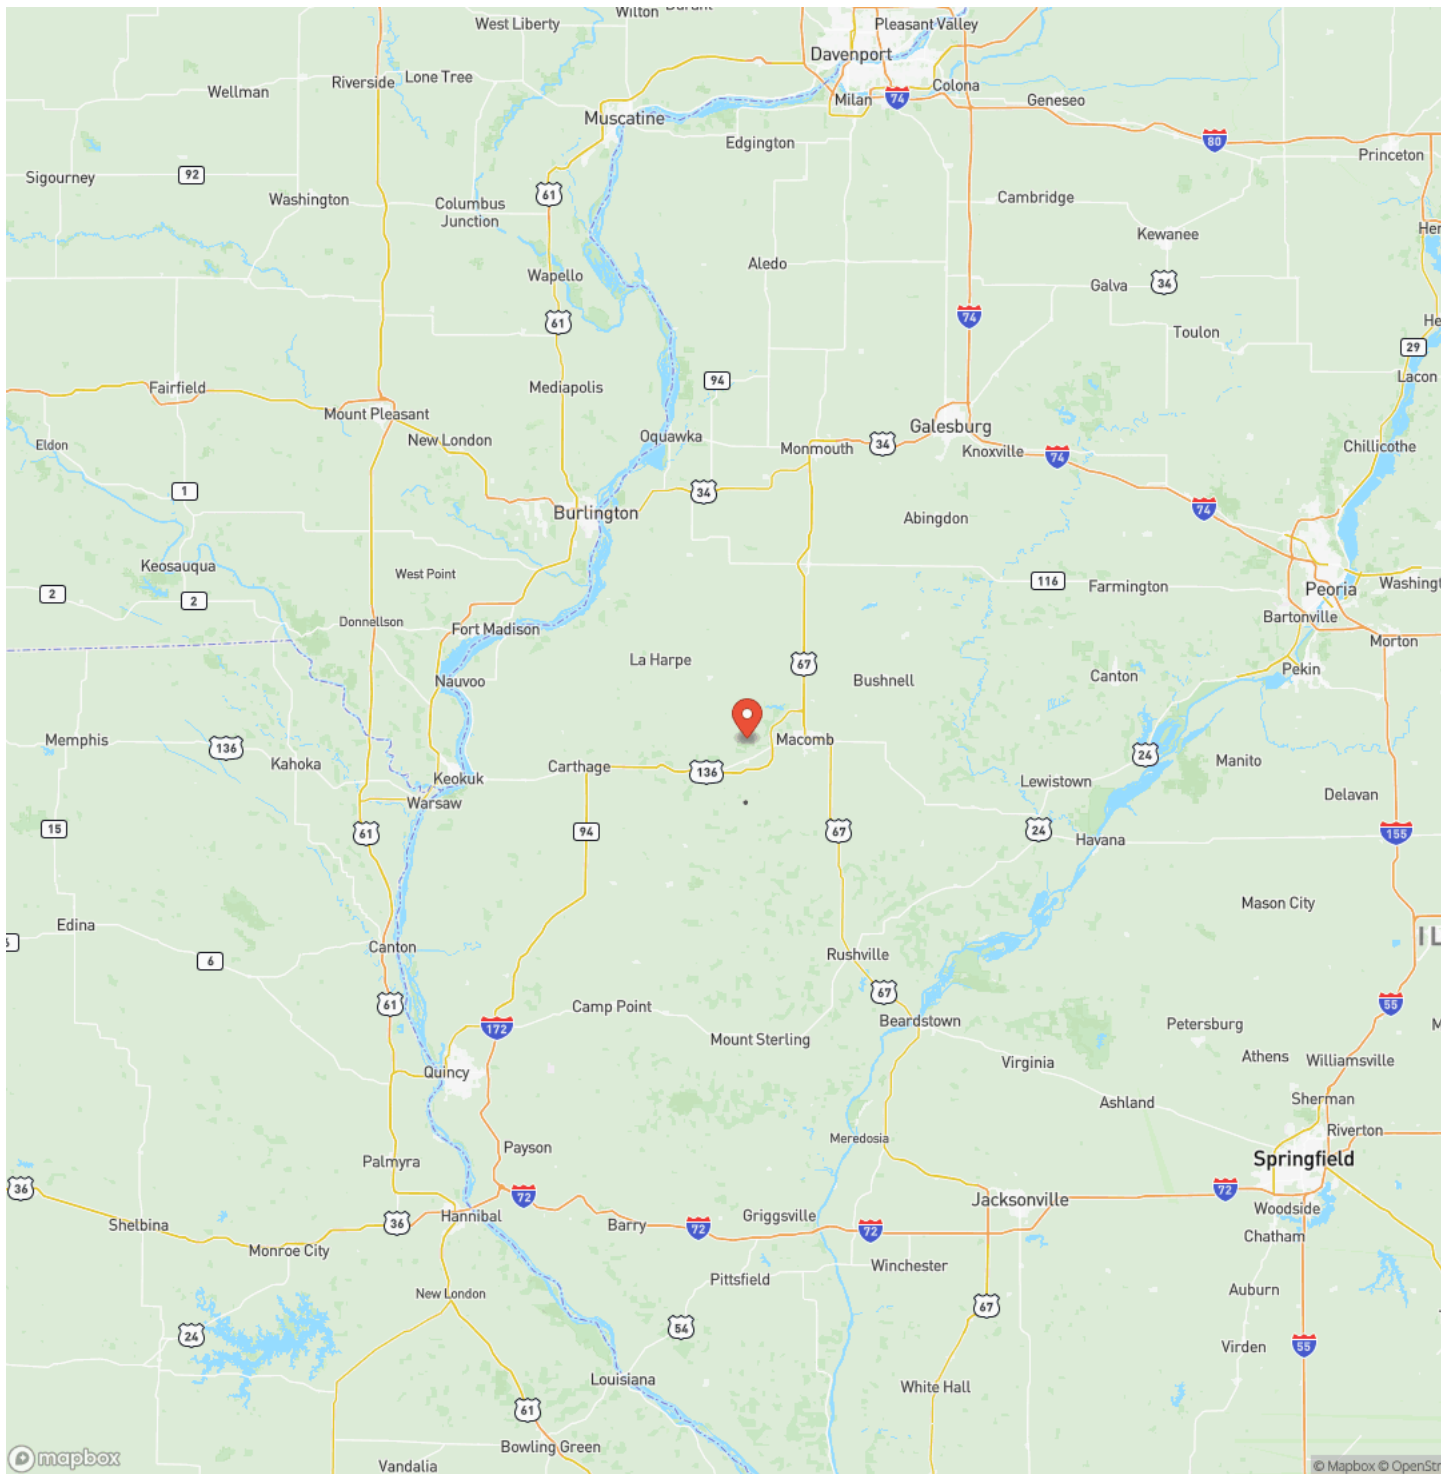 Wilton
Durant
West Liberty
Pleasant Valley
Davenport
Riverside
Lone Tree
Wellman
Colona
Milan
74
Geneseo
Muscatine
Edgington
80
Princeton
Sigourney
92
Washington
61
Columbus
Junction
Cambridge
Kewanee
Her
Wapello
Aledo
Galva
34
61
74
Toulon
He
29
Fairfield
Mediapolis
94
Lacon
Mount Pleasant
New London
Oquawka
Monmouth
34
Galesburg
Knoxville
74
Chillicothe
Eldon
1
34
Burlington
Abingdon
74
Keosauqua
West Point
116
Farmington
Peoria
Washingt
2
2
Donnellson
Fort Madison
Bartonville
Morton
La Harpe
67
Nauvoo
Bushnell
Canton
Pekin
Memphis
136
Kahoka
Keokuk
Carthage
136
Macomb
24
Manito
Lewistown
Warsaw
Delavan
15
61
94
67
24
Havana
155
Edina
Mason City
6
6
Canton
IL
Rushville
61
172
Camp Point
67
55
Beardstown
Petersburg
M
Mount Sterling
Virginia
Athens
Williamsville
Quincy
Ashland
Sherman
Meredosia
Riverton
Payson
Palmyra
Springfield
36
72
Jacksonville
72
Woodside
Shelbina
36
Hannibal
Barry
72
Griggsville
72
Chatham
Monroe City
Pittsfield
Winchester
New London
Auburn
24
54
67
Virden
55
Louisiana
White Hall
61
Bowling Green
Vandalia
mapbox
© Mapbox © OpenStr